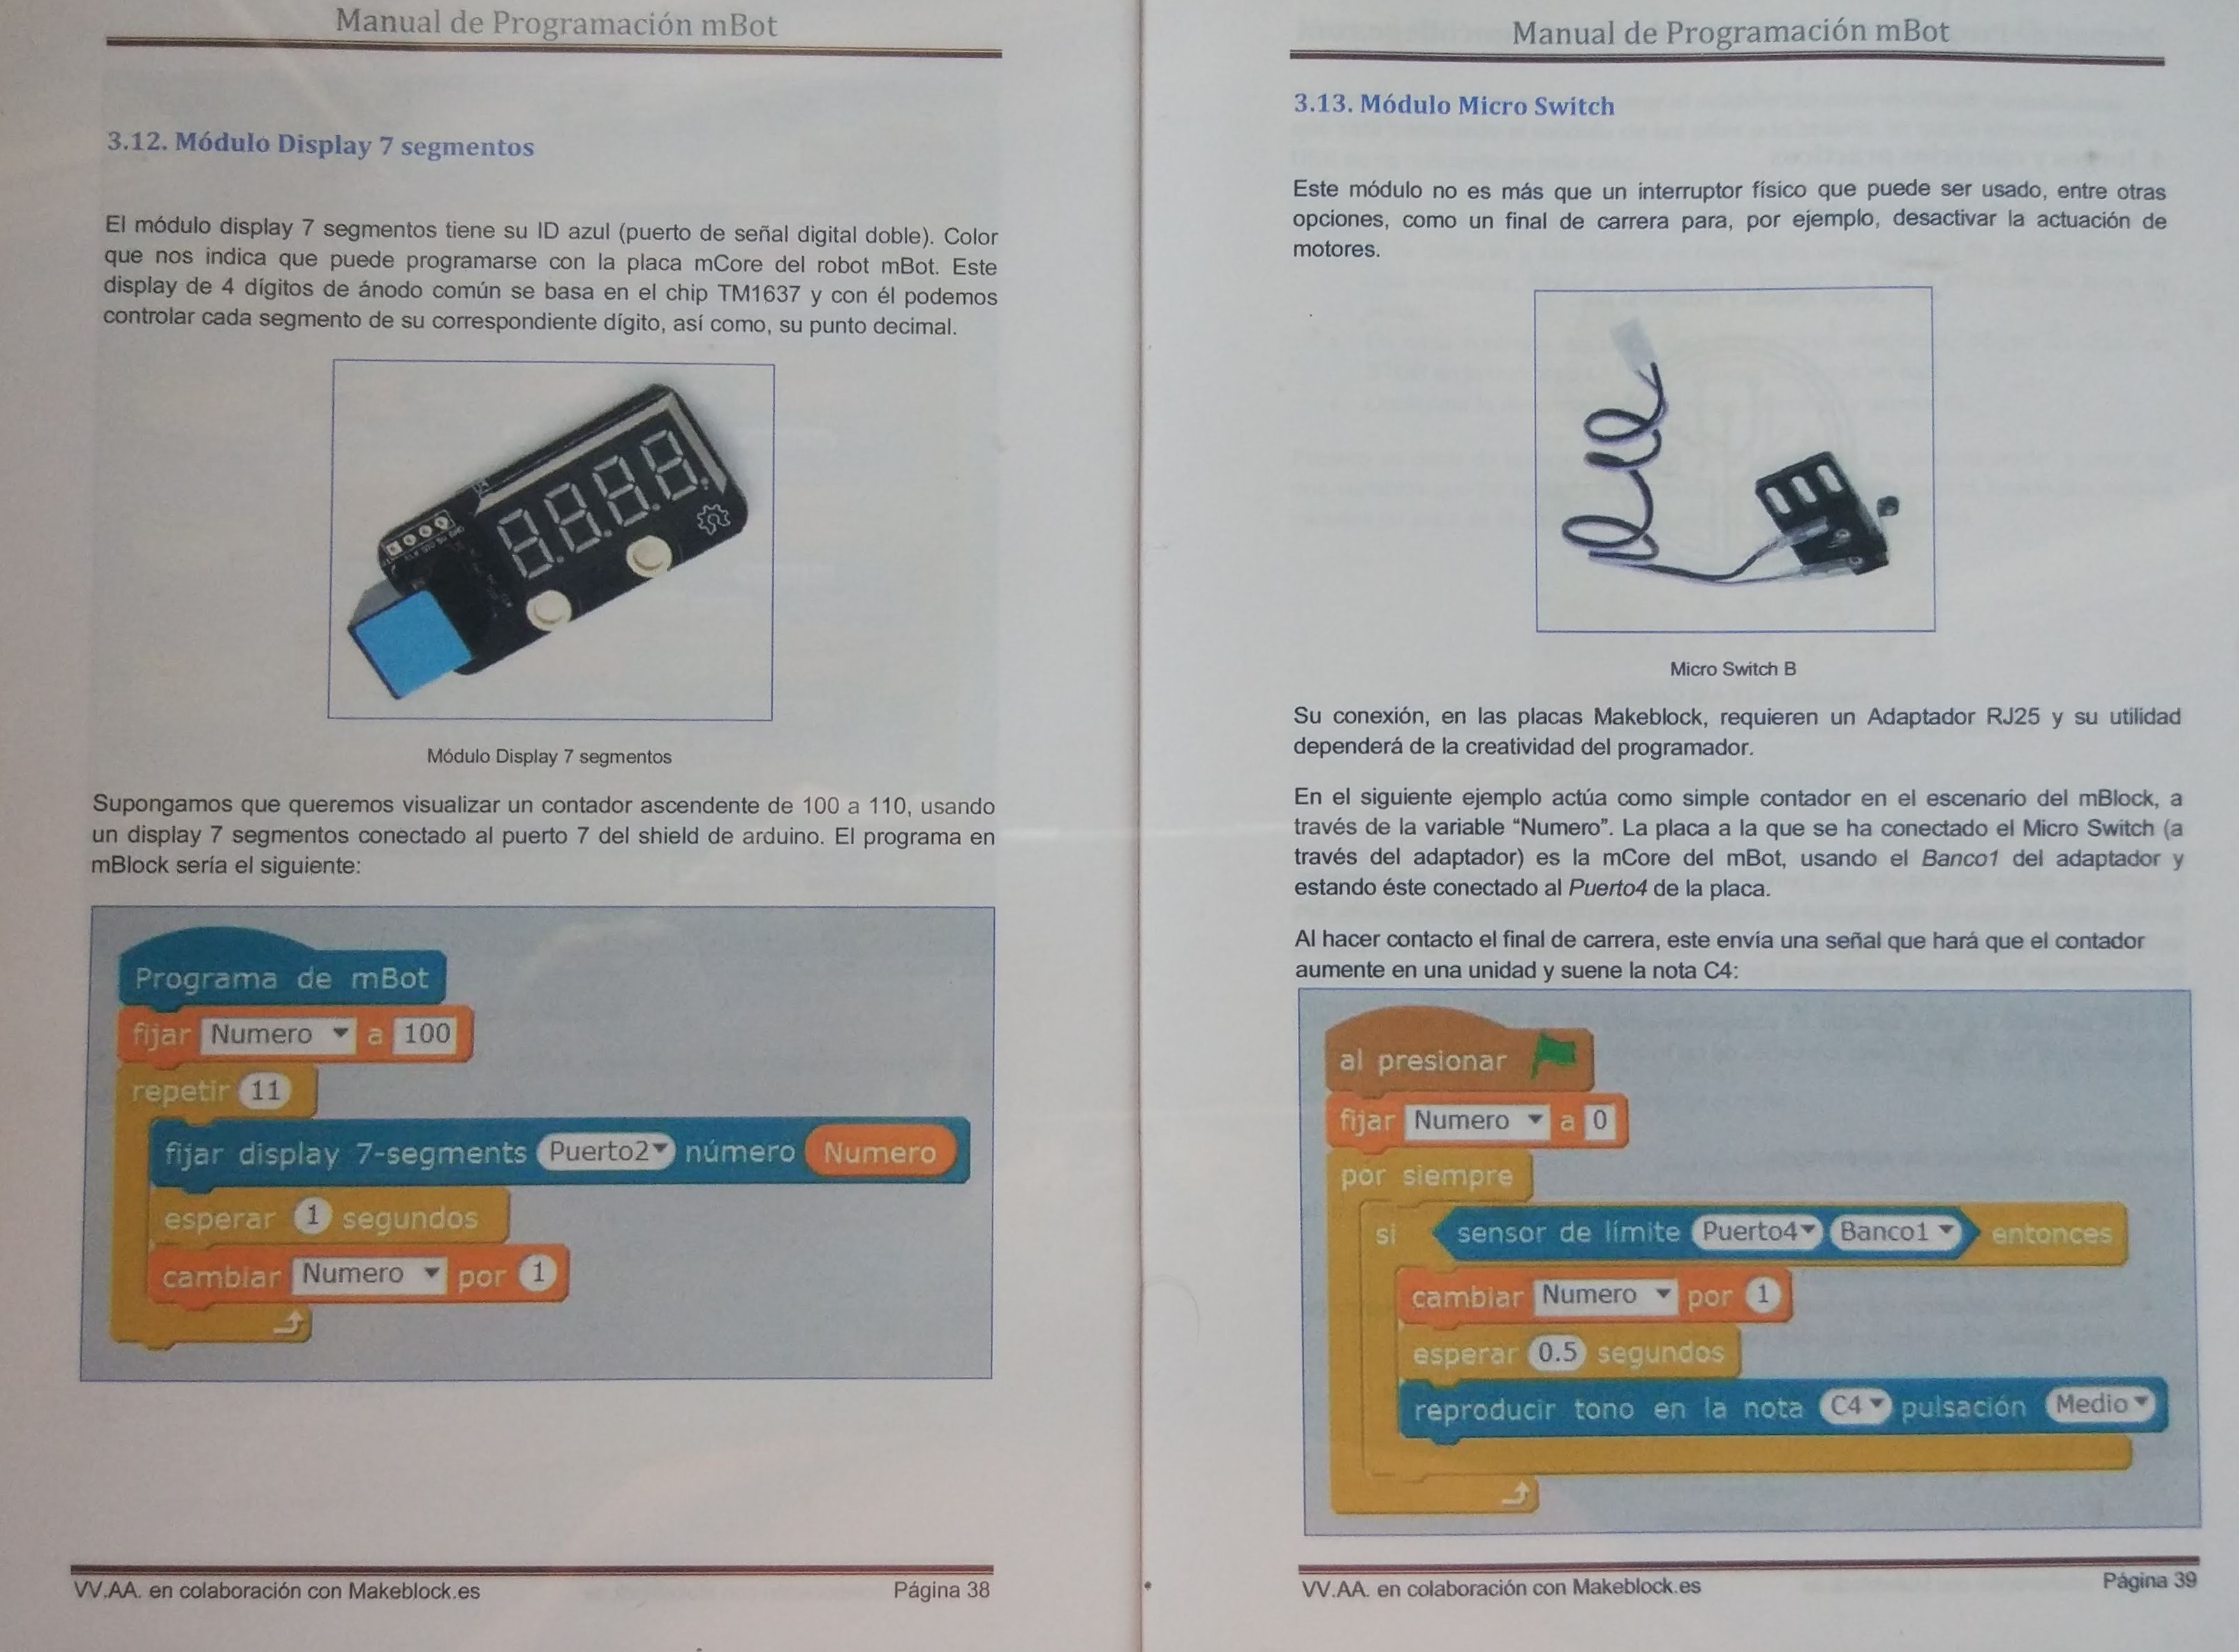 Manual de Programación mBot
3.12. Módulo Display 7 segmentos
El módulo display 7 segmentos tiene su ID azul (puerto de señal digital doble). Color
que nos indica que puede programarse con la placa mCore del robot mBot. Este
display de 4 dígitos de ánodo común se basa en el chip TM1637 y con él podemos
controlar cada segmento de su correspondiente dígito, así como, su punto decimal.
Módulo Display 7 segmentos
Supongamos que queremos visualizar un contador ascendente de 100 a 110, usando
un display 7 segmentos conectado al puerto 7 del shield de arduino. El programa en
mBlock sería el siguiente:
Programa de mBot
fijar Numero a 100
repetir 11
fijar display 7-segments Puerto2 número Numero
esperar 1 segundos
cambiar Numero por 1
VV.AA. en colaboración con Makeblock.es Página 38
Manual de Programación mBot
3.13. Módulo Micro Switch
Este módulo no es más que un interruptor físico que puede ser usado, entre otras
opciones, como un final de carrera para, por ejemplo, desactivar la actuación de
motores.
Micro Switch B
Su conexión, en las placas Makeblock, requieren un Adaptador RJ25 y su utilidad
dependerá de la creatividad del programador.
En el siguiente ejemplo actúa como simple contador en el escenario del mBlock, a
través de la variable “Numero”. La placa a la que se ha conectado el Micro Switch (a
través del adaptador) es la mCore del mBot, usando el Banco1 del adaptador y
estando éste conectado al Puerto4 de la placa.
Al hacer contacto el final de carrera, este envía una señal que hará que el contador
aumente en una unidad y suene la nota C4:
al presionar
fijar Numero a 0
por siempre
si sensor de límite Puerto4 Banco1 entonces
cambiar Numero por 1
esperar 0.5 segundos
reproducir tono en la nota C4 pulsación Medio
VV.AA. en colaboración con Makeblock.es Página 39